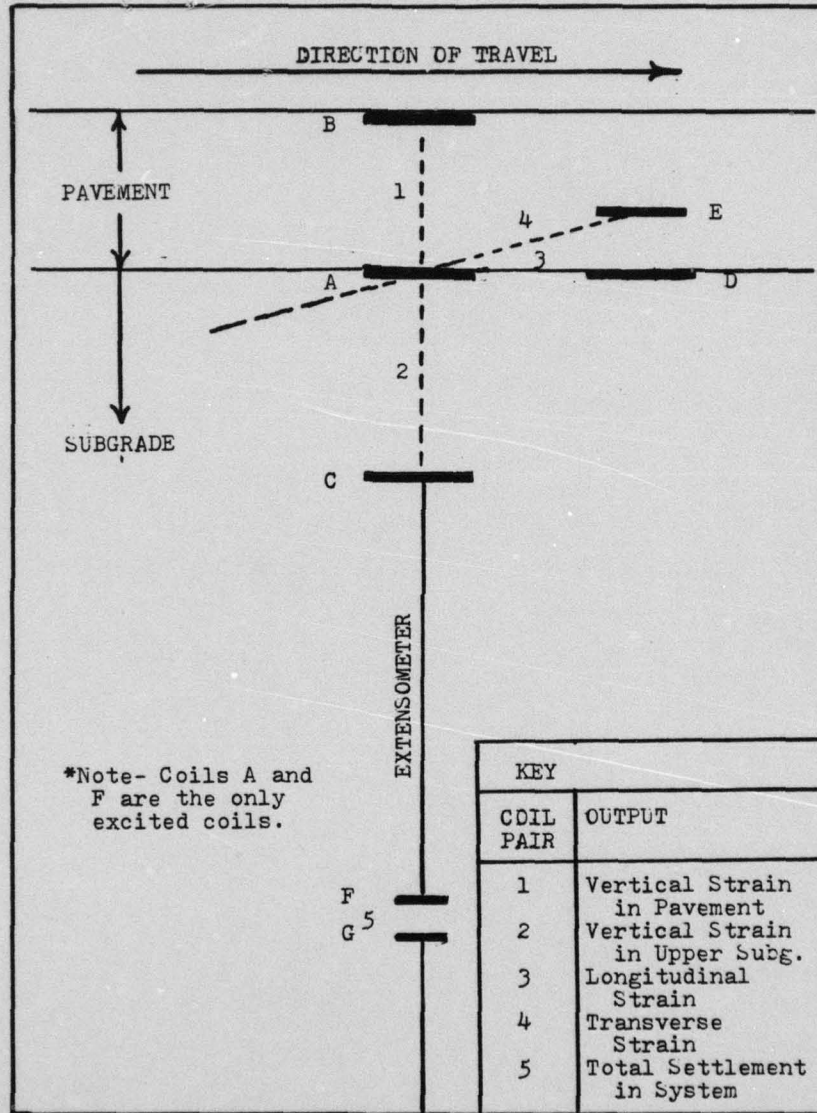 DIRECTION OF TRAVEL
B
PAVEMENT
1
4
E
3
A
D
2
SUBGRADE
C
EXTENSOMETER
*Note- Coils A and
F are the only
excited coils.
F
G
5
KEY
COIL PAIR
OUTPUT
1 Vertical Strain
in Pavement
2 Vertical Strain
in Upper Subg.
3 Longitudinal
Strain
4 Transverse
Strain
5 Total Settlement
in System